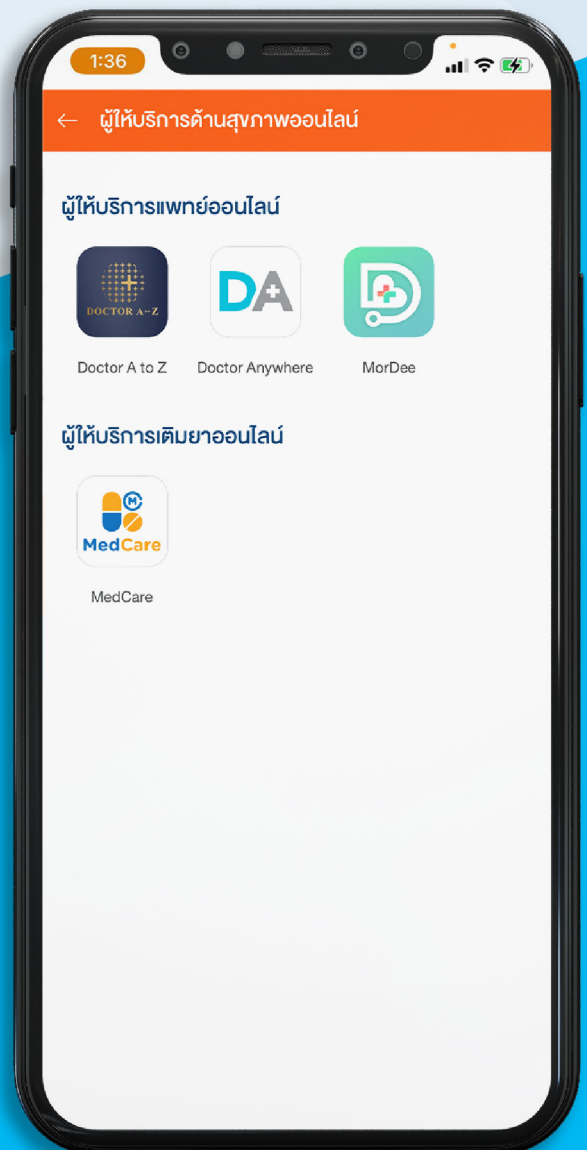 1:36
← ผู้ให้บริการด้านสุขภาพออนไลน์
ผู้ให้บริการแพทย์ออนไลน์
DOCTOR A-Z
DA
Doctor A to Z
Doctor Anywhere
MorDee
ผู้ให้บริการเติมยาออนไลน์
M
MedCare
MedCare